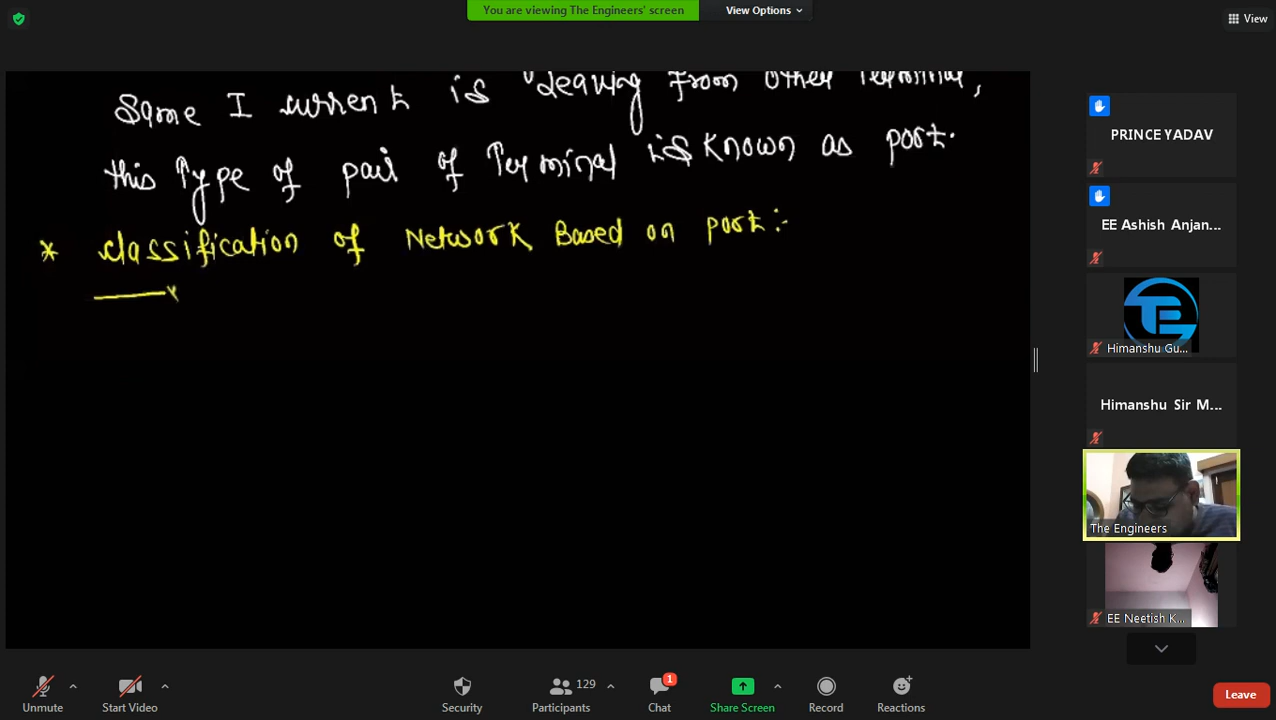 You are viewing The Engineers' screen
View Options
View
Same I current is leaving from other Terminal,
this Type of pair of Terminal is known as port.
* classification of Network Based on port :-
PRINCE YADAV
EE Ashish Anjan...
TE
Himanshu Gu...
Himanshu Sir M...
The Engineers
EE Neetish K...
Unmute
Start Video
Security
129
Participants
1
Chat
Share Screen
Record
Reactions
Leave